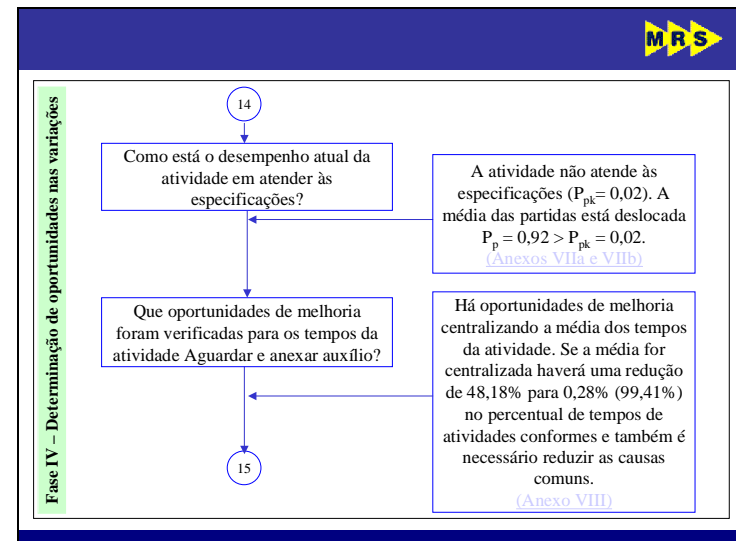 MRS
Fase IV – Determinação de oportunidades nas variações
14
Como está o desempenho atual da
atividade em atender às
especificações?
A atividade não atende às
especificações (Ppk= 0,02). A
média das partidas está deslocada
Pp = 0,92 > Ppk = 0,02.
(Anexos VIIa e VIIb)
Que oportunidades de melhoria
foram verificadas para os tempos da
atividade Aguardar e anexar auxílio?
Há oportunidades de melhoria
centralizando a média dos tempos
da atividade. Se a média for
centralizada haverá uma redução
de 48,18% para 0,28% (99,41%)
no percentual de tempos de
atividades conformes e também é
necessário reduzir as causas
comuns.
(Anexo VIII)
15